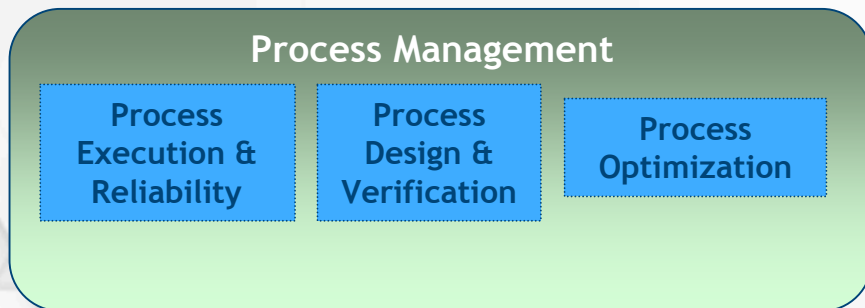 Process Management
Process
Execution &
Reliability
Process
Design &
Verification
Process
Optimization